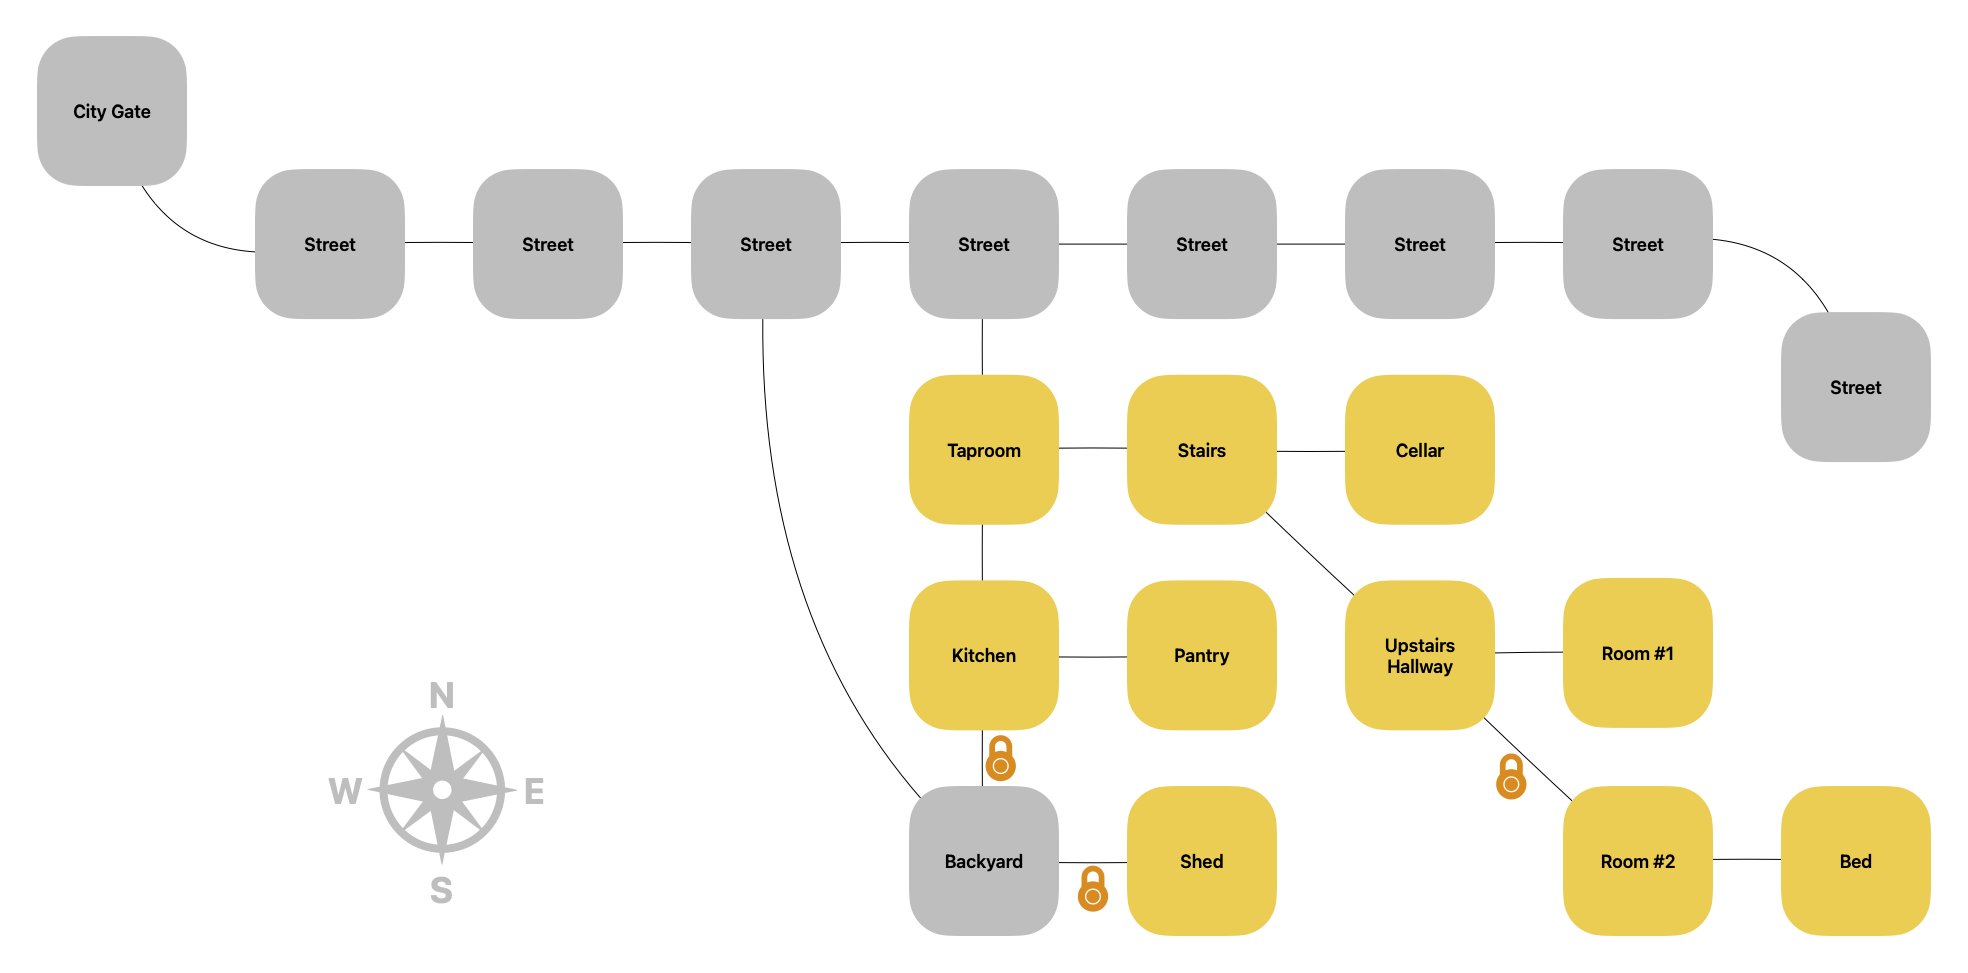 City Gate
Street
Street
Street
Street
Street
Street
Street
Street
Taproom
Stairs
Cellar
Kitchen
Pantry
Upstairs
Hallway
Room #1
N
W
E
S
Backyard
Shed
Room #2
Bed